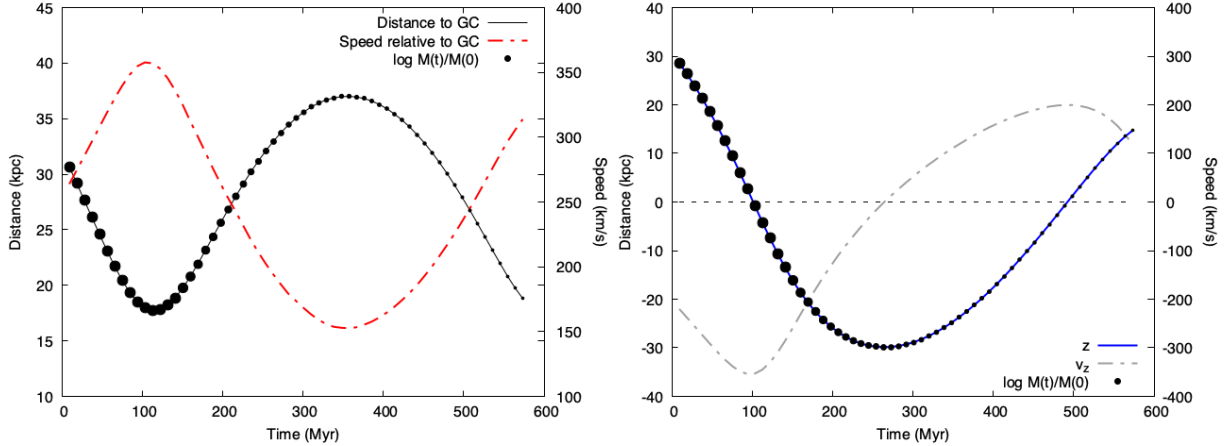 45
40
35
30
25
20
15
10
Distance (kpc)
0 100 200 300 400 500 600
Time (Myr)
400
350
300
250
200
150
100
Speed (km/s)
Distance to GC
Speed relative to GC
log M(t)/M(0)
40
30
20
10
0
-10
-20
-30
-40
Distance (kpc)
0 100 200 300 400 500 600
Time (Myr)
400
300
200
100
0
-100
-200
-300
-400
Speed (km/s)
z
vz
log M(t)/M(0)